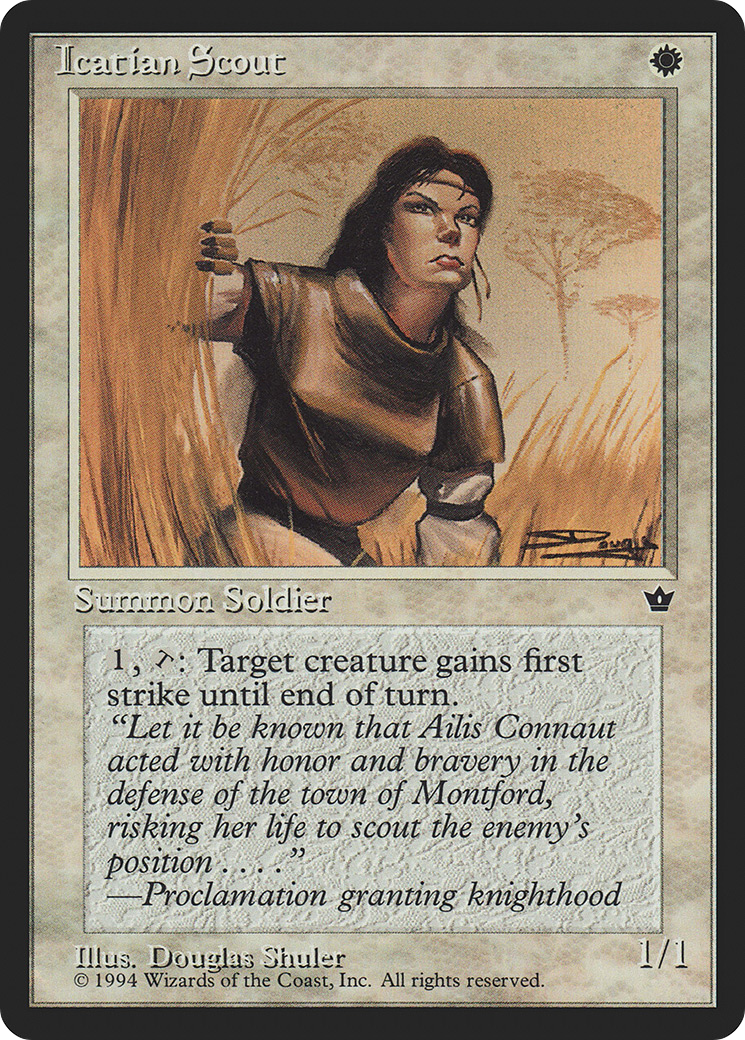 Icatian Scout
Summon Soldier
1, T: Target creature gains first
strike until end of turn.
“Let it be known that Ailis Connaut
acted with honor and bravery in the
defense of the town of Montford,
risking her life to scout the enemy’s
position . . . .”
—Proclamation granting knighthood
Illus. Douglas Shuler
1/1
© 1994 Wizards of the Coast, Inc. All rights reserved.